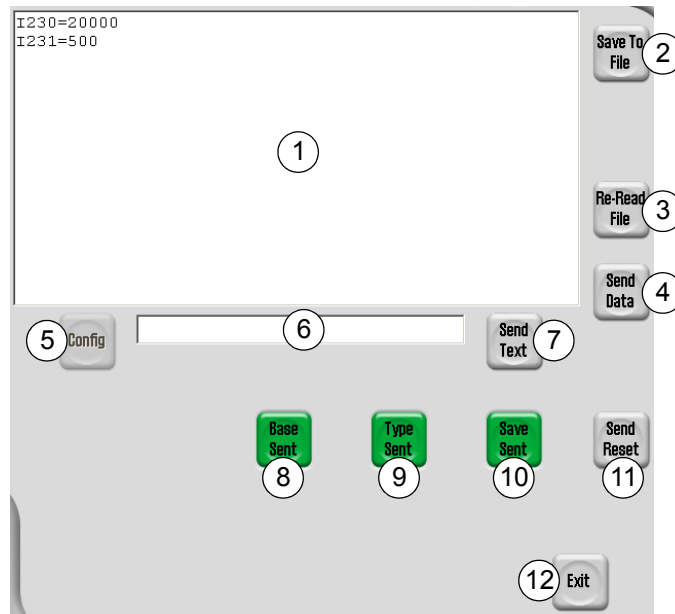 I230=20000
I231=500
1
Save To
File
2
Re-Read
File
3
Send
Data
4
5
Config
6
Send
Text
7
Base
Sent
8
Type
Sent
9
Save
Sent
10
Send
Reset
11
12
Exit